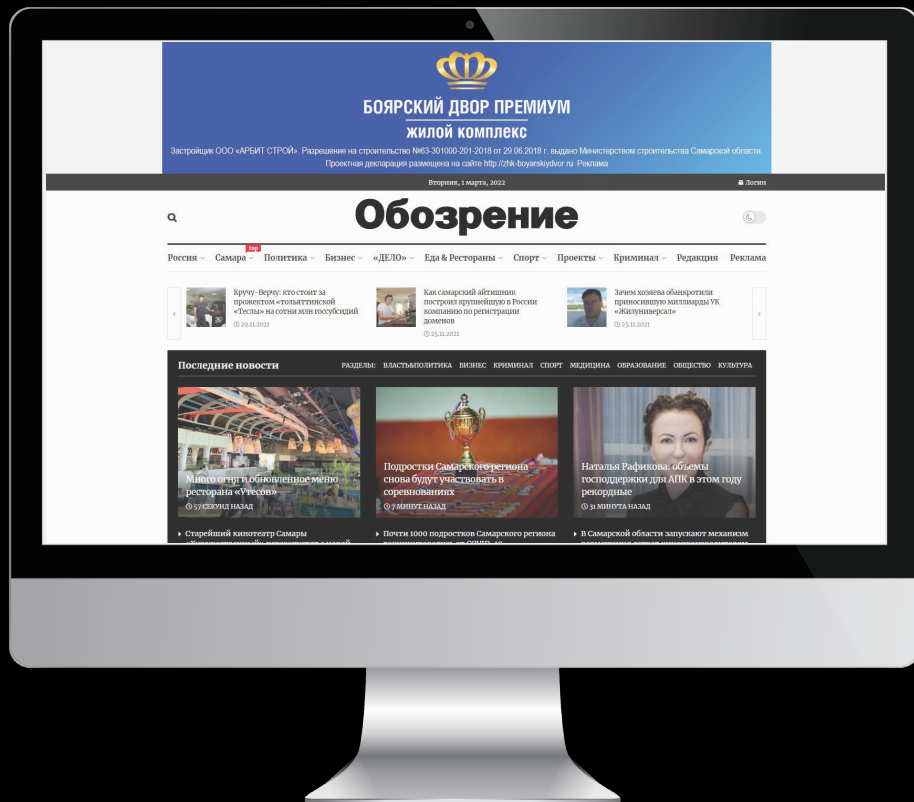 БОЯРСКИЙ ДВОР ПРЕМИУМ
ЖИЛОЙ КОМПЛЕКС
Застройщик ООО «АРБИТ СТРОЙ». Разрешение на строительство №63-301000-201-2018 от 29.06.2018 г. выдано Министерством строительства Самарской области.
Проектная декларация размещена на сайте http://zhk-boyarskiydvor.ru Реклама
Вторник, 1 марта, 2022
Логин
Обозрение
top
Россия Самара Политика Бизнес «ДЕЛО» Еда & Рестораны Спорт Проекты Криминал Редакция Реклама
Кручу-Верчу: кто стоит за
прожектом «тольяттинской
«Теслы» на сотни млн госсубсидий
29.11.2021
Как самарский айтишник
построил крупнейшую в России
компанию по регистрации
доменов
25.11.2021
Зачем хозяева обанкротили
приносившую миллиарды УК
«Жилуниверсал»
25.11.2021
Последние новости
РАЗДЕЛЫ: ВЛАСТЬ&ПОЛИТИКА БИЗНЕС КРИМИНАЛ СПОРТ МЕДИЦИНА ОБРАЗОВАНИЕ ОБЩЕСТВО КУЛЬТУРА
Много огня и обновленное меню
ресторана «Утесов»
57 СЕКУНД НАЗАД
Подростки Самарского региона
снова будут участвовать в
соревнованиях
7 МИНУТ НАЗАД
Наталья Рафикова: объемы
господдержки для АПК в этом году
рекордные
31 МИНУТА НАЗАД
Старейший кинотеатр Самары
Почти 1000 подростков Самарского региона
В Самарской области запускают механизм